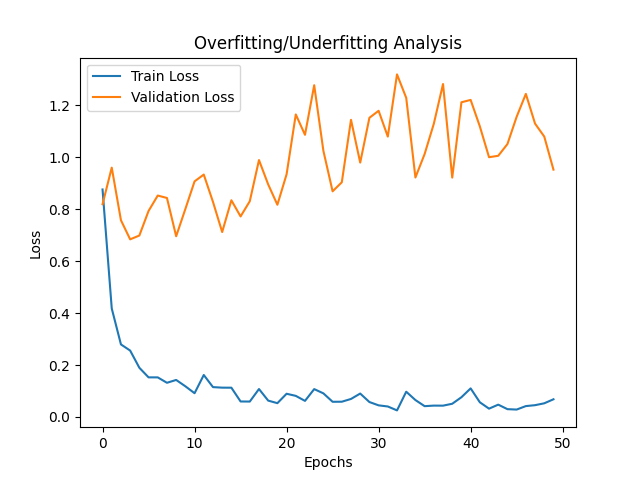 Overfitting/Underfitting Analysis
Train Loss
Validation Loss
1.2
1.0
0.8
0.6
0.4
0.2
0.0
Loss
0 10 20 30 40 50
Epochs